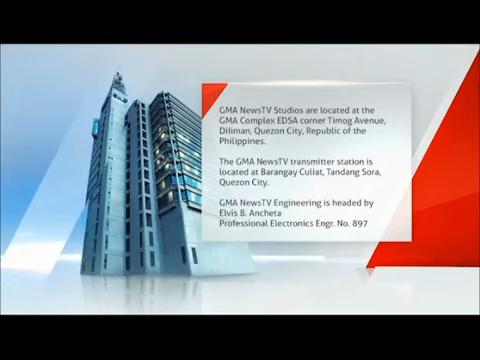 GMA NewsTV Studios are located at the
GMA Complex EDSA corner Timog Avenue,
Diliman, Quezon City, Republic of the
Philippines.
The GMA NewsTV transmitter station is
located at Barangay Culiat, Tandang Sora,
Quezon City.
GMA NewsTV Engineering is headed by
Elvis B. Ancheta
Professional Electronics Engr. No. 897